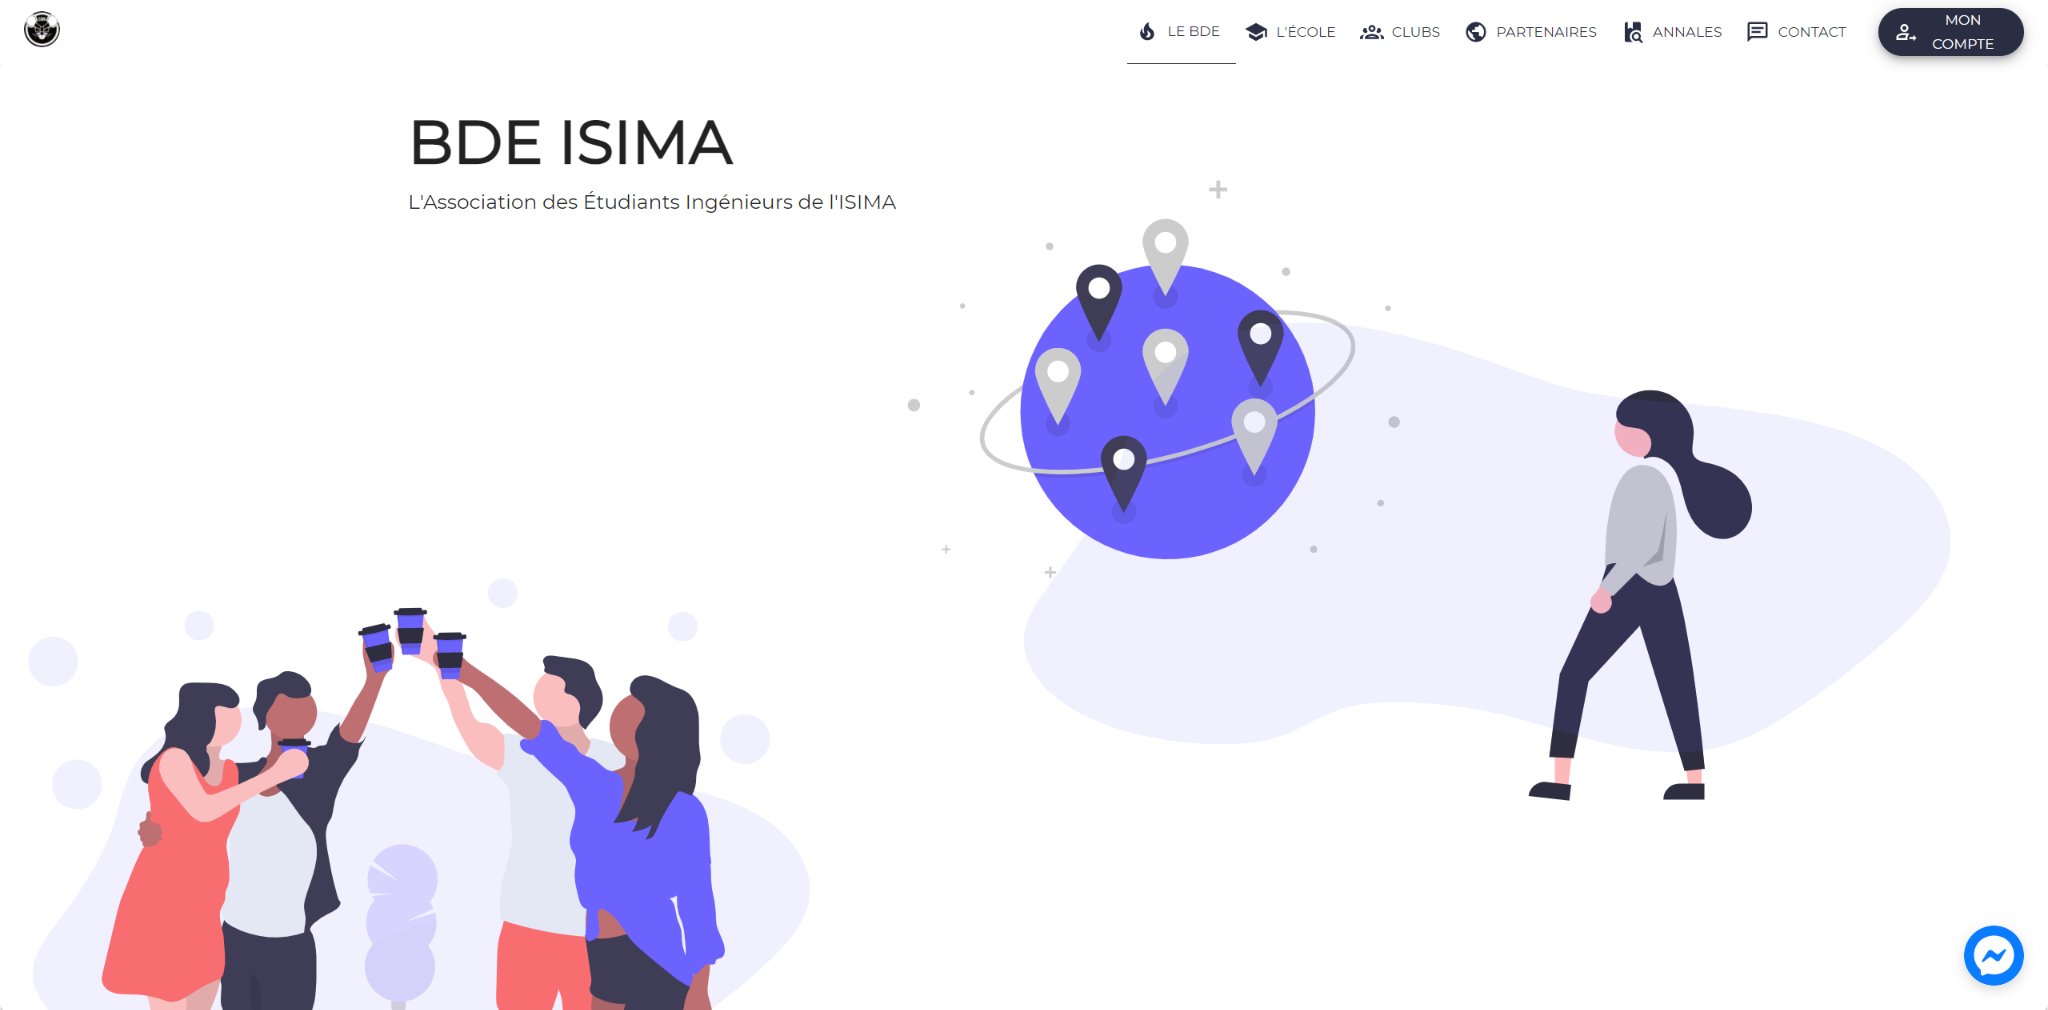 LE BDE
L'ÉCOLE
CLUBS
PARTENAIRES
ANNALES
CONTACT
MON
COMPTE
BDE ISIMA
L'Association des Étudiants Ingénieurs de l'ISIMA